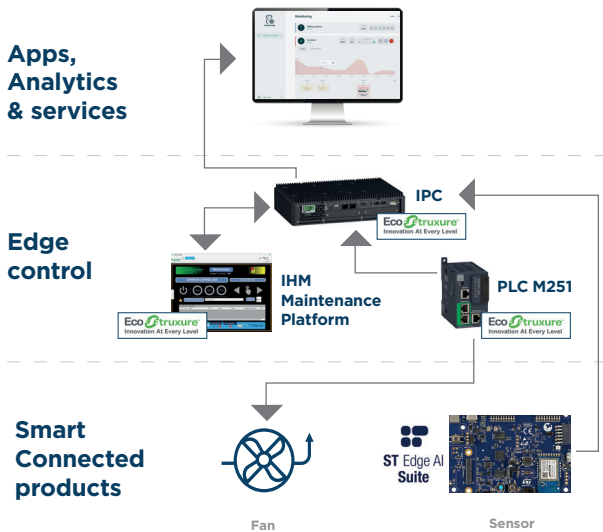 Monitoring
Apps,
Analytics
& services
IPC
EcoStruxure
Innovation At Every Level
Edge
control
IHM
Maintenance
Platform
EcoStruxure
Innovation At Every Level
PLC M251
EcoStruxure
Innovation At Every Level
Smart
Connected
products
ST Edge AI
Suite
Fan
Sensor